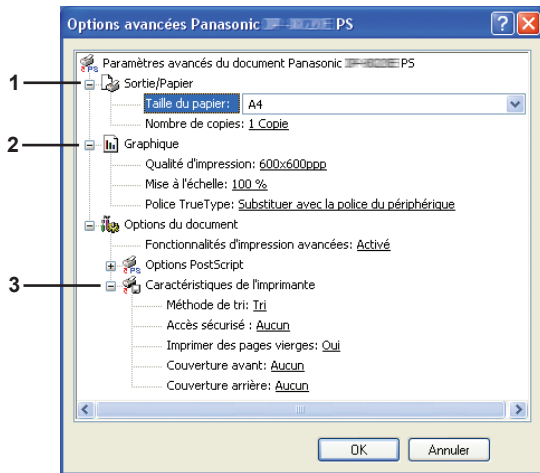 Options avancées Panasonic PS
Paramètres avancés du document Panasonic PS
1
Sortie/Papier
Taille du papier: A4
Nombre de copies: 1 Copie
2
Graphique
Qualité d'impression: 600x600ppp
Mise à l'échelle: 100 %
Police TrueType: Substituer avec la police du périphérique
Options du document
Fonctionnalités d'impression avancées: Activé
Options PostScript
3
Caractéristiques de l'imprimante
Méthode de tri: Tri
Accès sécurisé : Aucun
Imprimer des pages vierges: Oui
Couverture avant: Aucun
Couverture arrière: Aucun
OK
Annuler